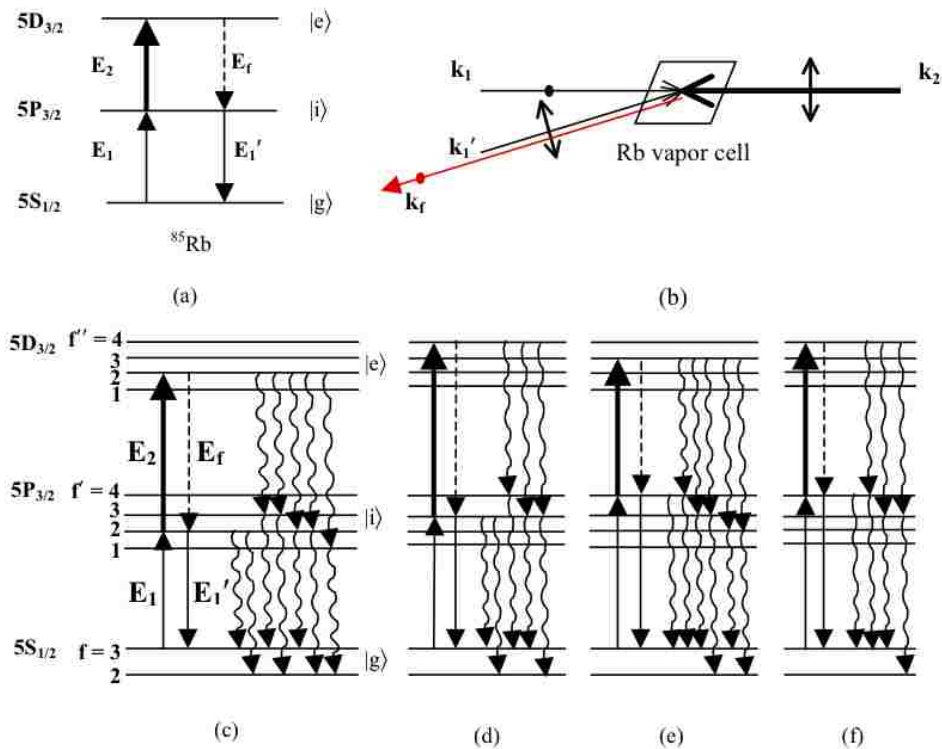 5D3/2 |e⟩
E2 Ef
5P3/2 |i⟩
E1 E1′
5S1/2 |g⟩
85Rb
(a)
k1 k2
k1′ Rb vapor cell
kf
(b)
5D3/2 f′′ = 4
3 |e⟩
2
1
E2 Ef
5P3/2 f′ = 4
3 |i⟩
2
1
E1 E1′
5S1/2 f = 3
2 |g⟩
(c) (d) (e) (f)